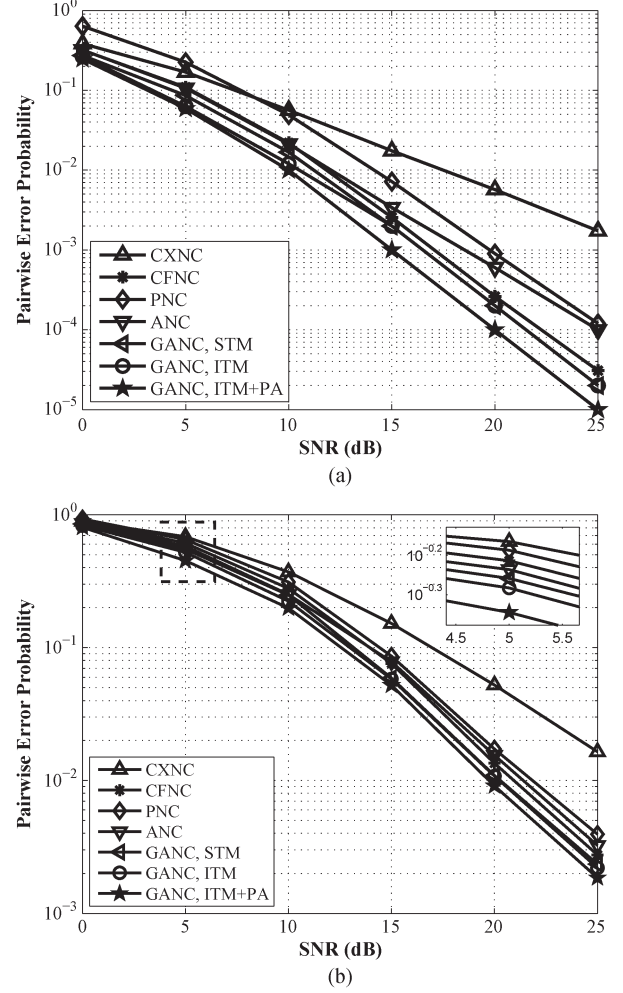 10^0
10^-1
10^-2
10^-3
10^-4
10^-5
Pairwise Error Probability
CXNC
CFNC
PNC
ANC
GANC, STM
GANC, ITM
GANC, ITM+PA
0 5 10 15 20 25
SNR (dB)
(a)
10^0
10^-1
10^-2
10^-3
Pairwise Error Probability
10^-0.2
10^-0.3
4.5 5 5.5
CXNC
CFNC
PNC
ANC
GANC, STM
GANC, ITM
GANC, ITM+PA
0 5 10 15 20 25
SNR (dB)
(b)